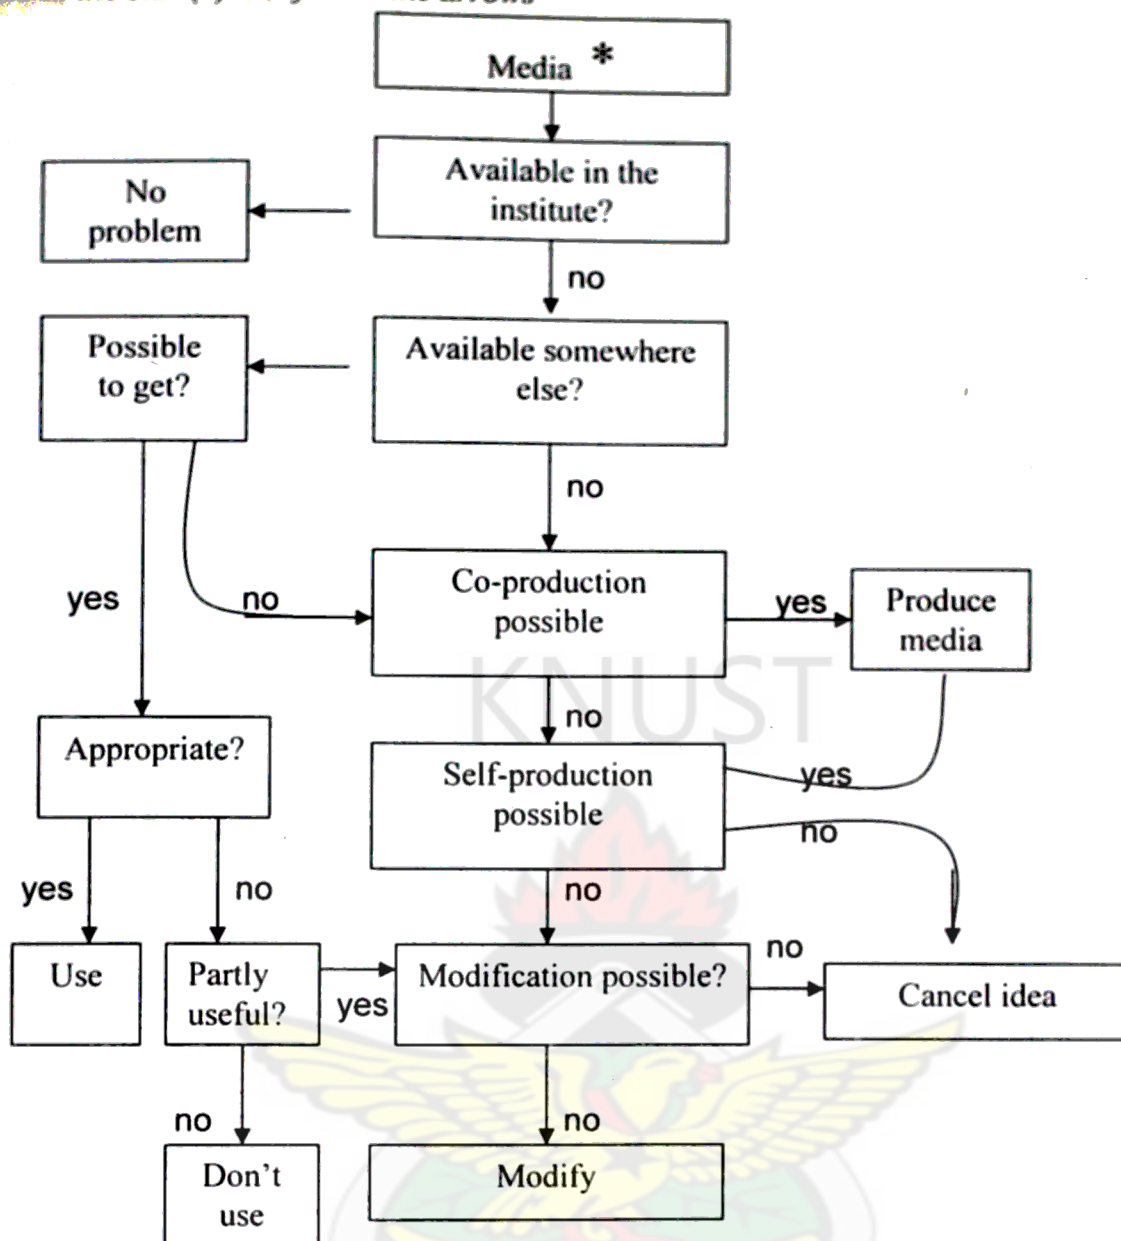 Media *
Available in the
institute?
No
problem
no
Possible
to get?
Available somewhere
else?
no
yes
no
Co-production
possible
yes
Produce
media
no
Appropriate?
Self-production
possible
yes
no
yes
no
no
Use
Partly
useful?
yes
Modification possible?
no
Cancel idea
no
no
Don't
use
Modify
KNUST